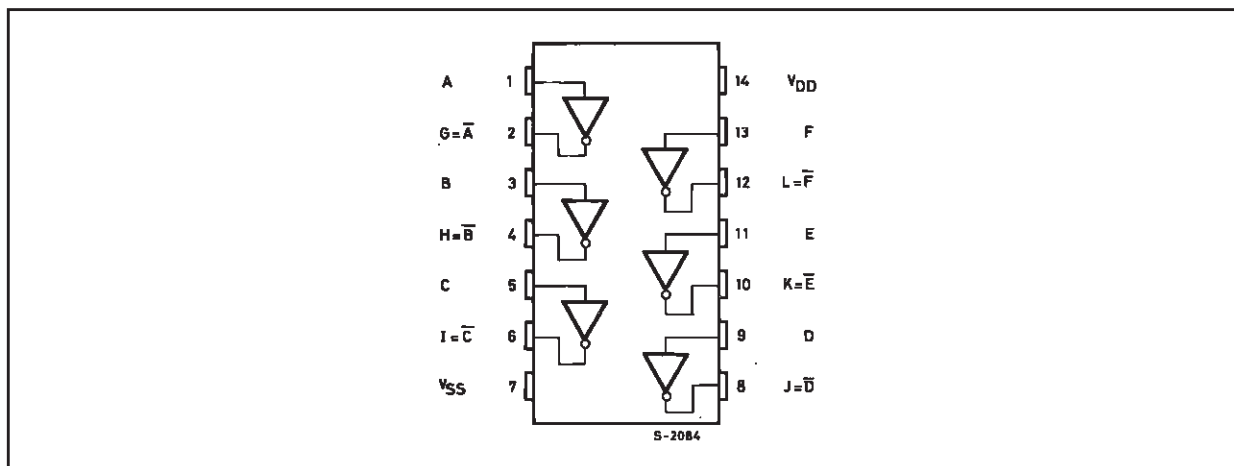 A 1 14 VDD
G=A̅ 2 13 F
B 3 12 L=F̅
H=B̅ 4 11 E
C 5 10 K=E̅
I=C̅ 6 9 D
VSS 7 8 J=D̅
S-2084